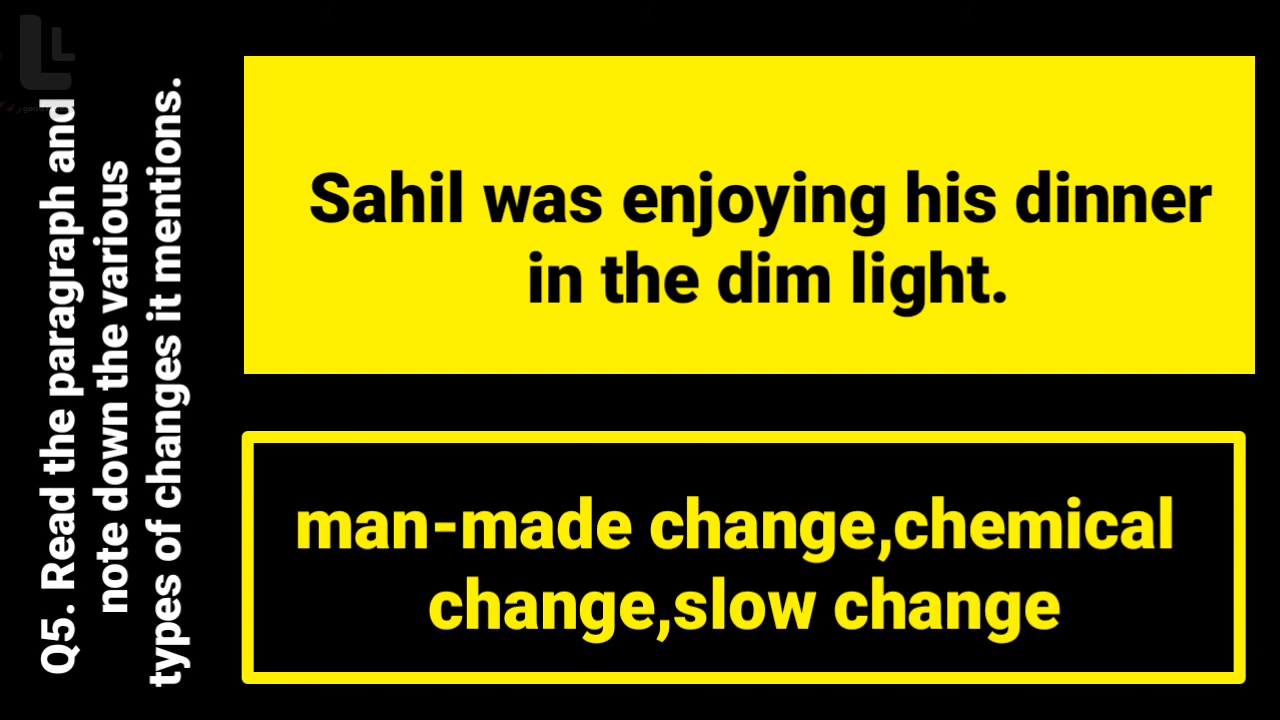 Q5. Read the paragraph and
note down the various
types of changes it mentions.
Sahil was enjoying his dinner
in the dim light.
man-made change,chemical
change,slow change